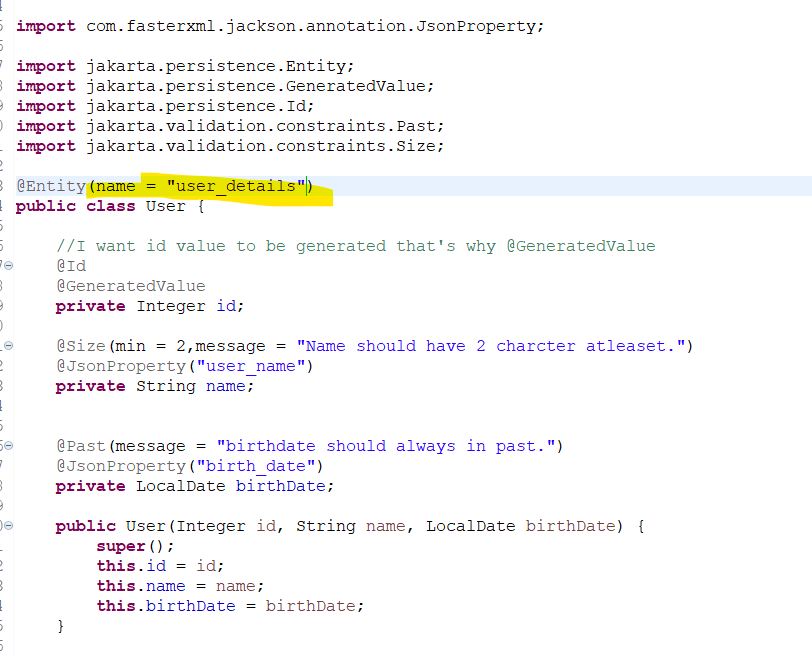 import com.fasterxml.jackson.annotation.JsonProperty;
import jakarta.persistence.Entity;
import jakarta.persistence.GeneratedValue;
import jakarta.persistence.Id;
import jakarta.validation.constraints.Past;
import jakarta.validation.constraints.Size;
@Entity(name = "user_details")
public class User {
//I want id value to be generated that's why @GeneratedValue
@Id
@GeneratedValue
private Integer id;
@Size(min = 2,message = "Name should have 2 charcter atleaset.")
@JsonProperty("user_name")
private String name;
@Past(message = "birthdate should always in past.")
@JsonProperty("birth_date")
private LocalDate birthDate;
public User(Integer id, String name, LocalDate birthDate) {
super();
this.id = id;
this.name = name;
this.birthDate = birthDate;
}